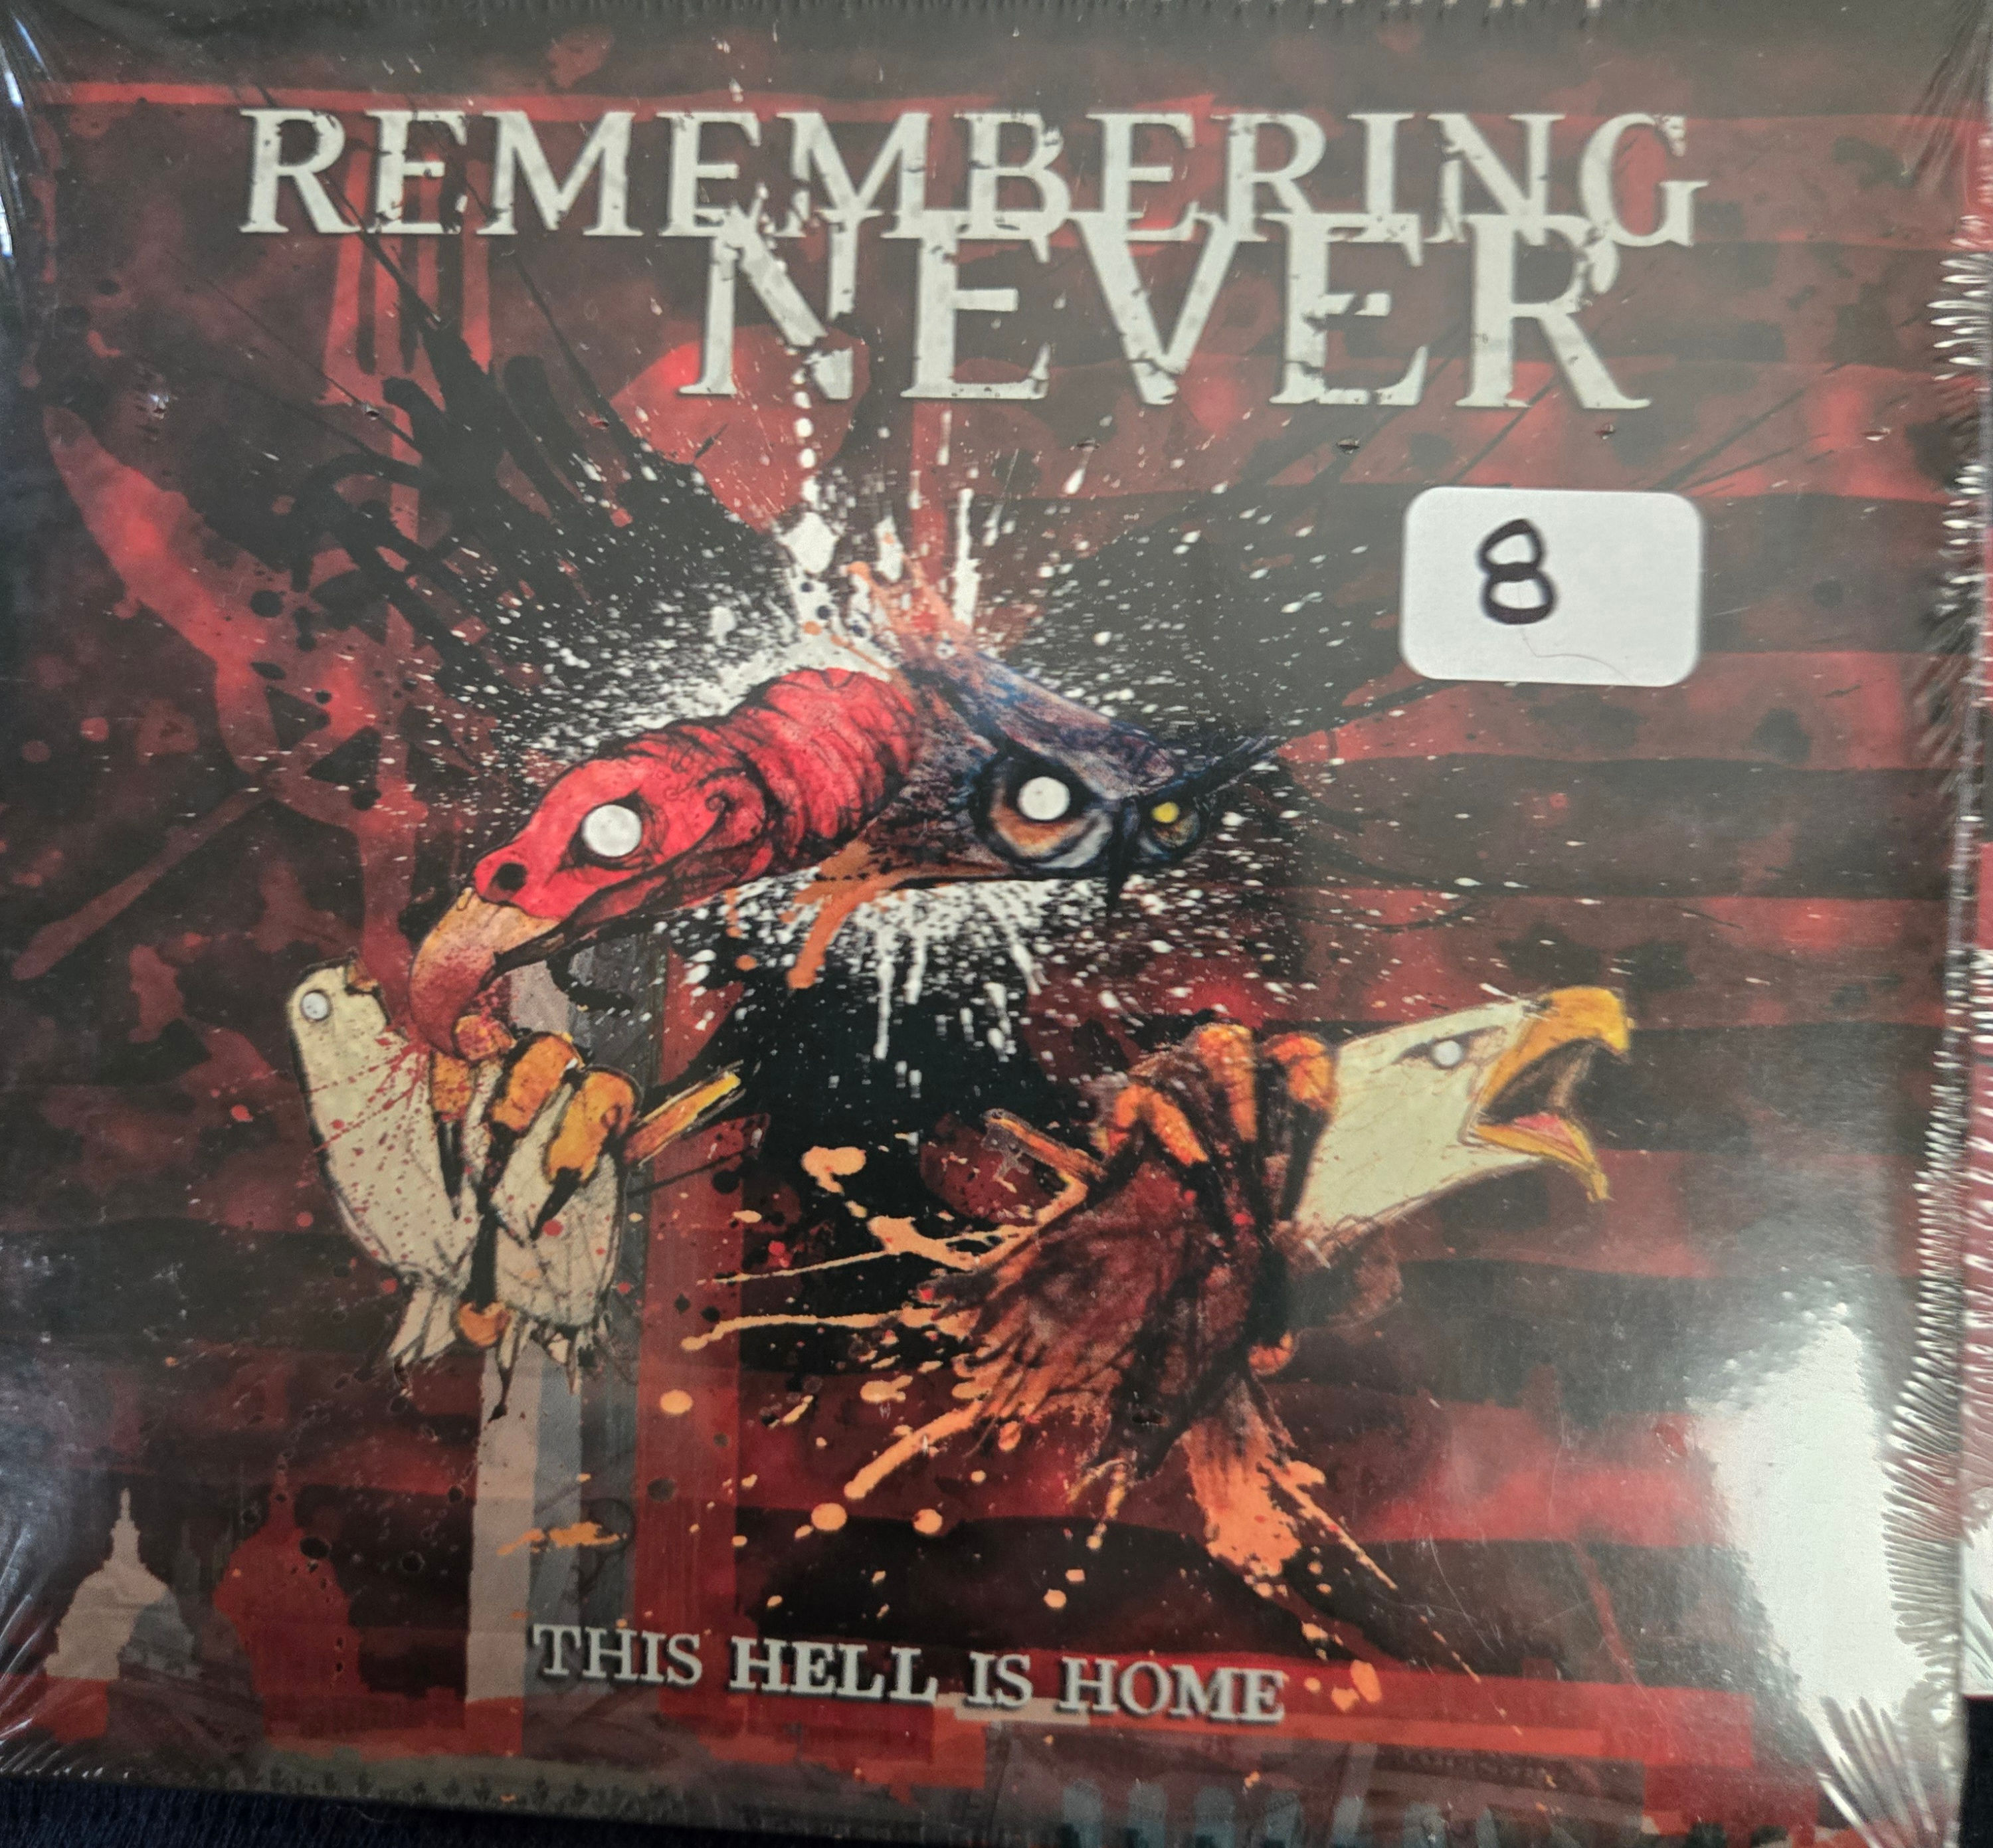 REMEMBERING
NEVER
8
THIS HELL IS HOME